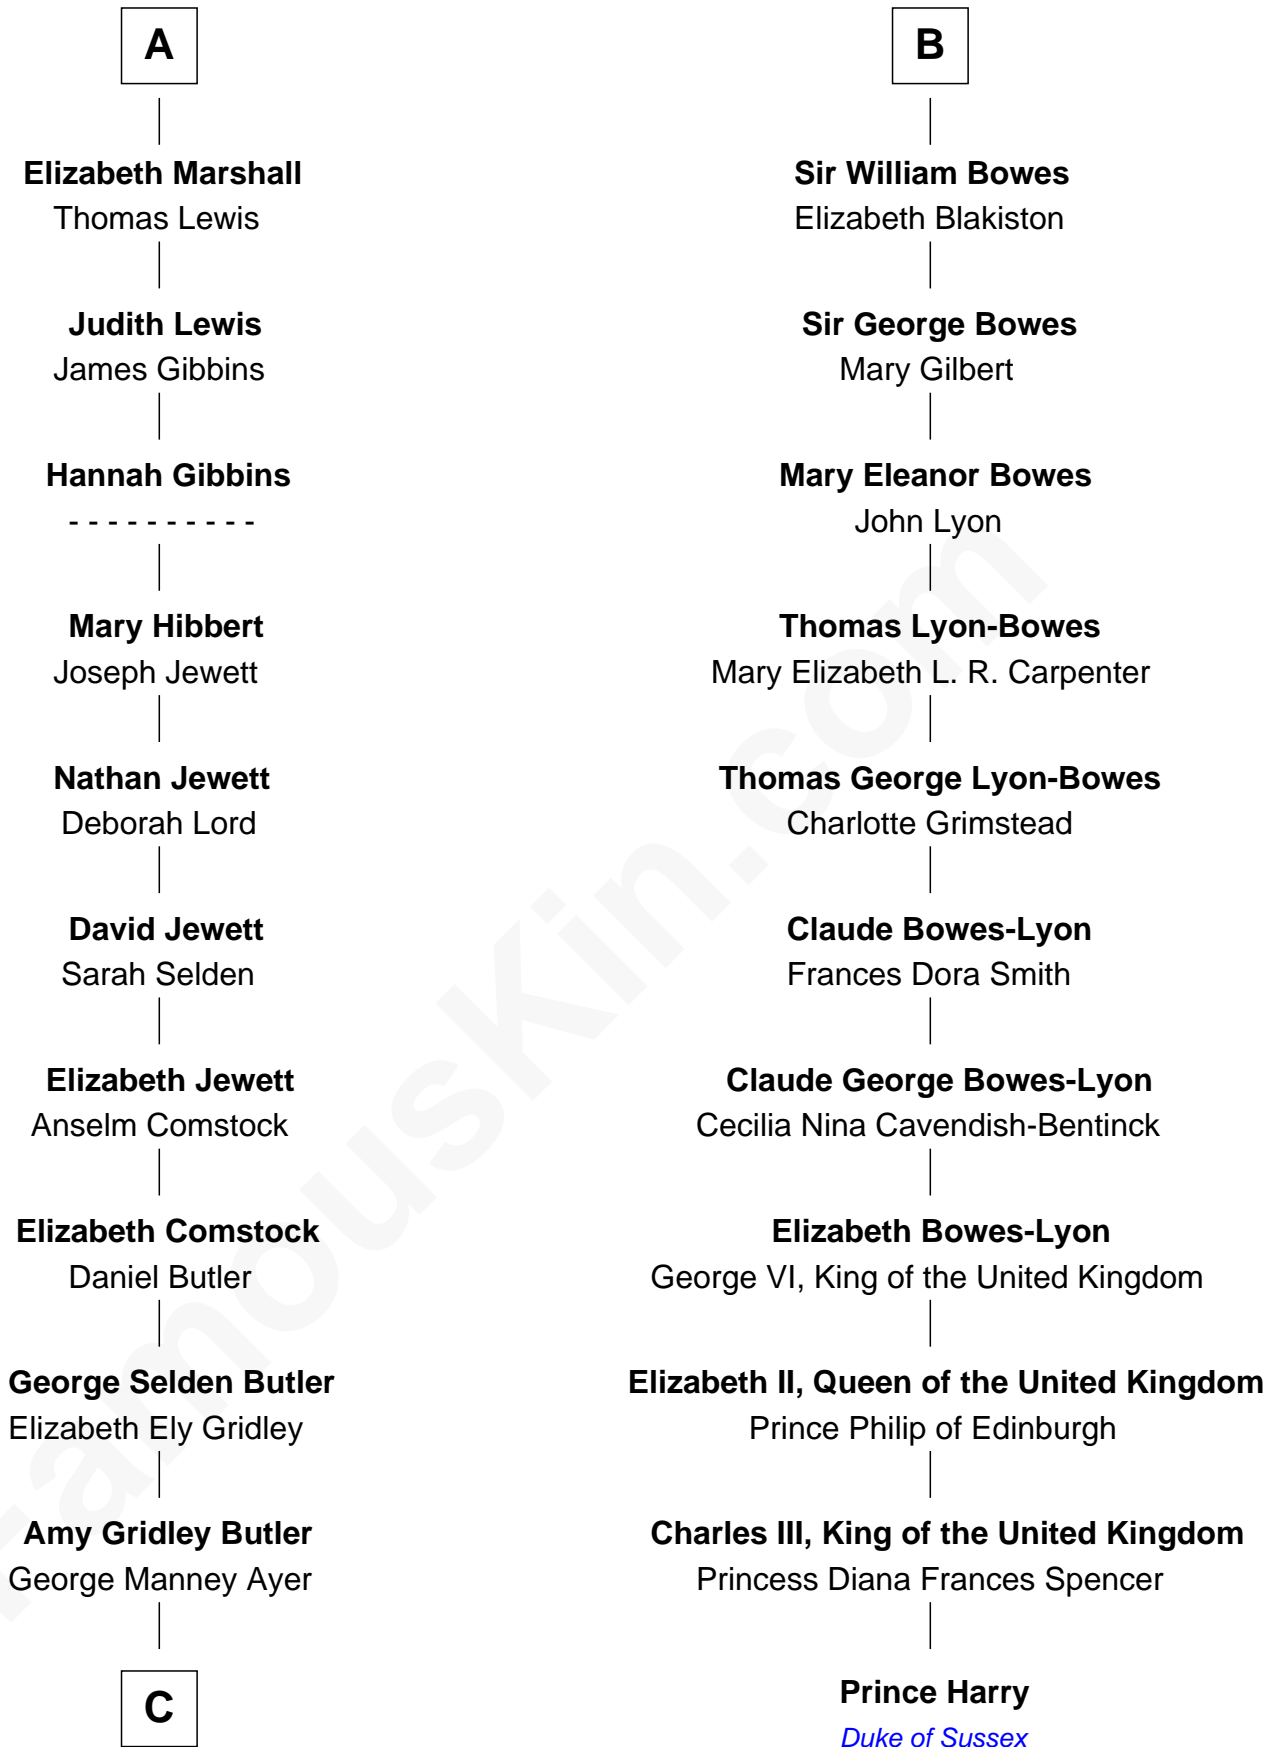 A
Elizabeth Marshall
Thomas Lewis
Judith Lewis
James Gibbins
Hannah Gibbins
- - - - - - - - - -
Mary Hibbert
Joseph Jewett
Nathan Jewett
Deborah Lord
David Jewett
Sarah Selden
Elizabeth Jewett
Anselm Comstock
Elizabeth Comstock
Daniel Butler
George Selden Butler
Elizabeth Ely Gridley
Amy Gridley Butler
George Manney Ayer
C
B
Sir William Bowes
Elizabeth Blakiston
Sir George Bowes
Mary Gilbert
Mary Eleanor Bowes
John Lyon
Thomas Lyon-Bowes
Mary Elizabeth L. R. Carpenter
Thomas George Lyon-Bowes
Charlotte Grimstead
Claude Bowes-Lyon
Frances Dora Smith
Claude George Bowes-Lyon
Cecilia Nina Cavendish-Bentinck
Elizabeth Bowes-Lyon
George VI, King of the United Kingdom
Elizabeth II, Queen of the United Kingdom
Prince Philip of Edinburgh
Charles III, King of the United Kingdom
Princess Diana Frances Spencer
Prince Harry
Duke of Sussex
FamousKin.com